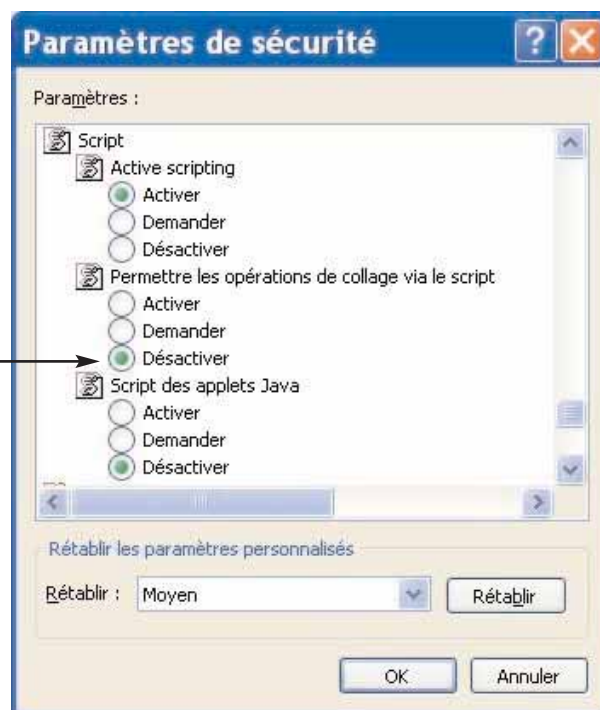 Paramètres de sécurité
Paramètres :
Script
Active scripting
Activer
Demander
Désactiver
Permettre les opérations de collage via le script
Activer
Demander
Désactiver
Script des applets Java
Activer
Demander
Désactiver
Rétablir les paramètres personnalisés
Rétablir : Moyen Rétablir
OK Annuler